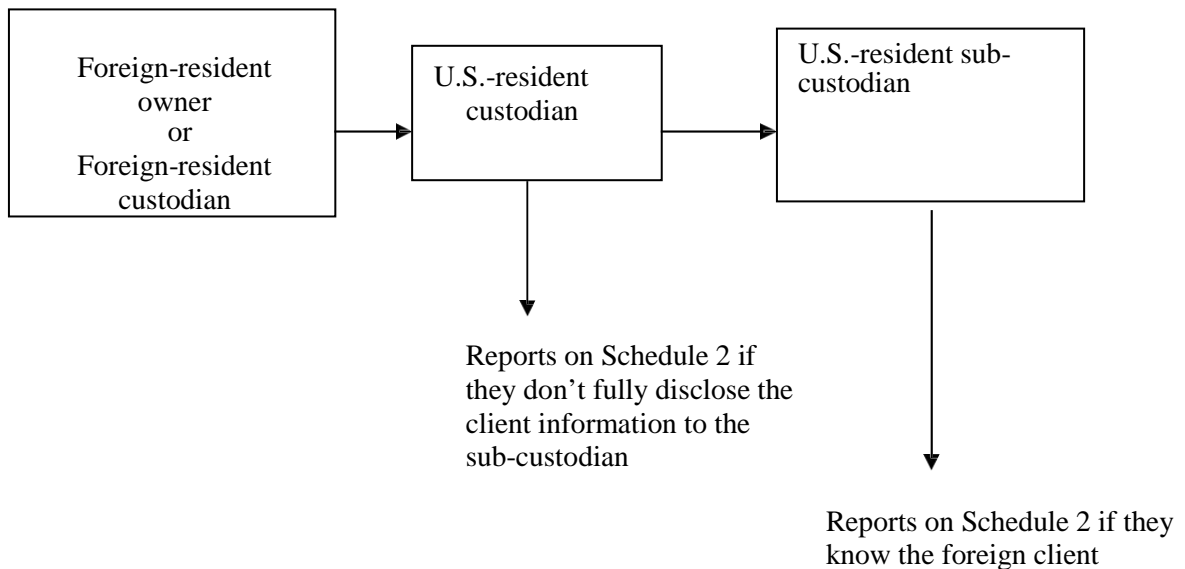 Foreign-resident
owner
or
Foreign-resident
custodian
U.S.-resident
custodian
U.S.-resident sub-
custodian
Reports on Schedule 2 if
they don’t fully disclose the
client information to the
sub-custodian
Reports on Schedule 2 if they
know the foreign client